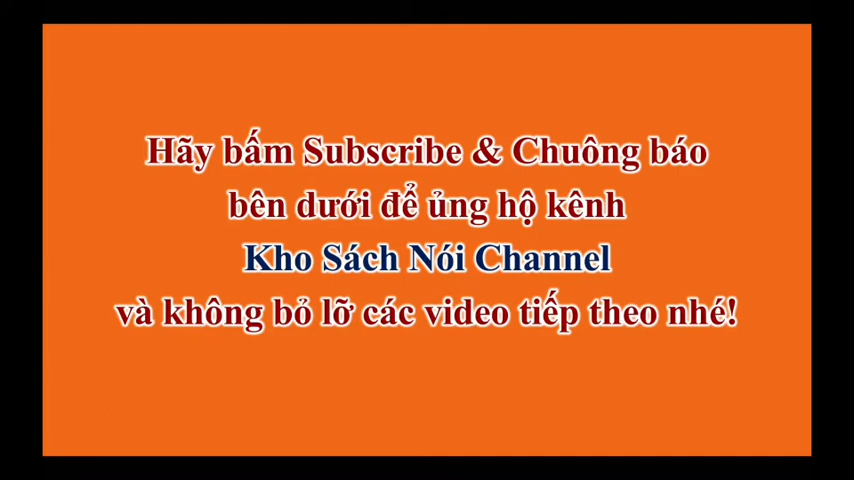 Hãy bấm Subscribe & Chuông báo
bên dưới để ủng hộ kênh
Kho Sách Nói Channel
và không bỏ lỡ các video tiếp theo nhé!